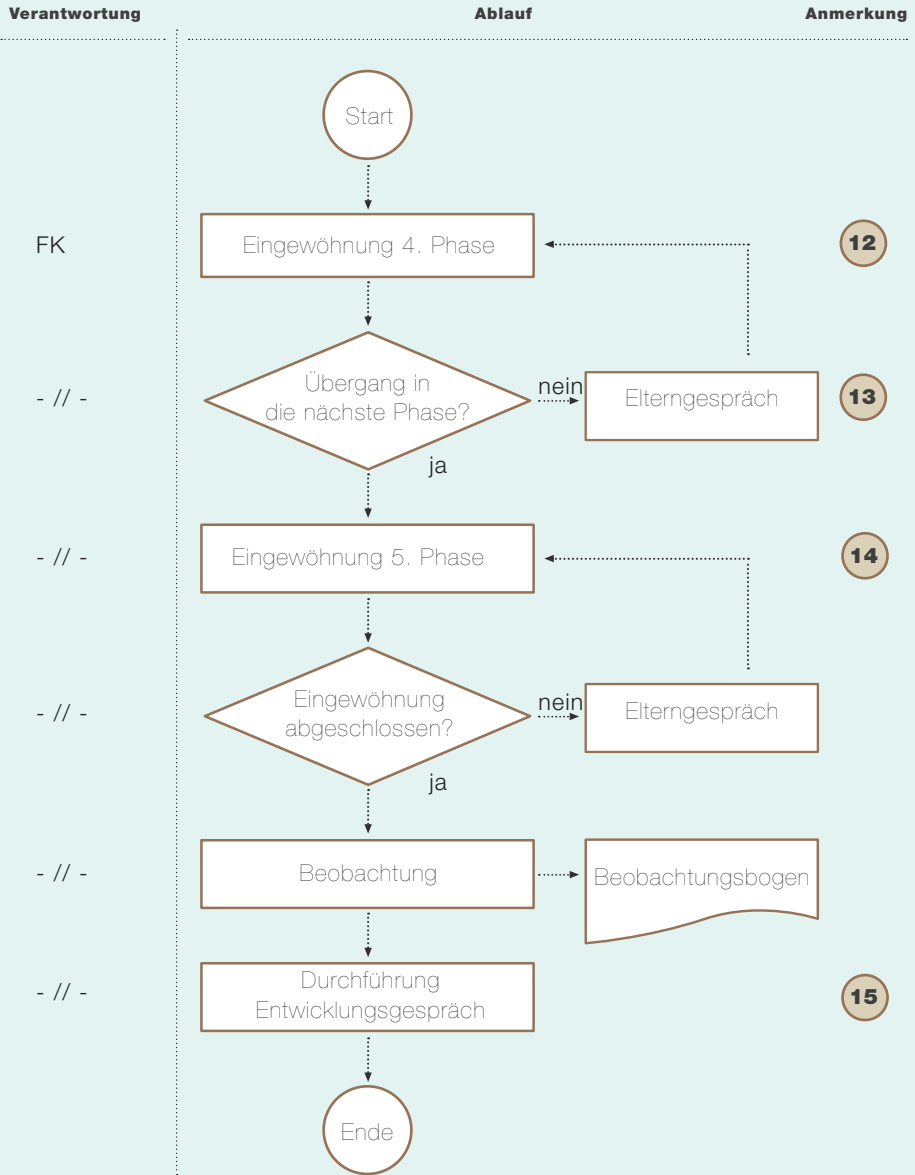 Verantwortung Ablauf Anmerkung
Start
FK Eingewöhnung 4. Phase 12
- // - Übergang in
die nächste Phase? nein Elterngespräch 13
ja
- // - Eingewöhnung 5. Phase 14
- // - Eingewöhnung
abgeschlossen? nein Elterngespräch
ja
- // - Beobachtung Beobachtungsbogen
- // - Durchführung
Entwicklungsgespräch 15
Ende